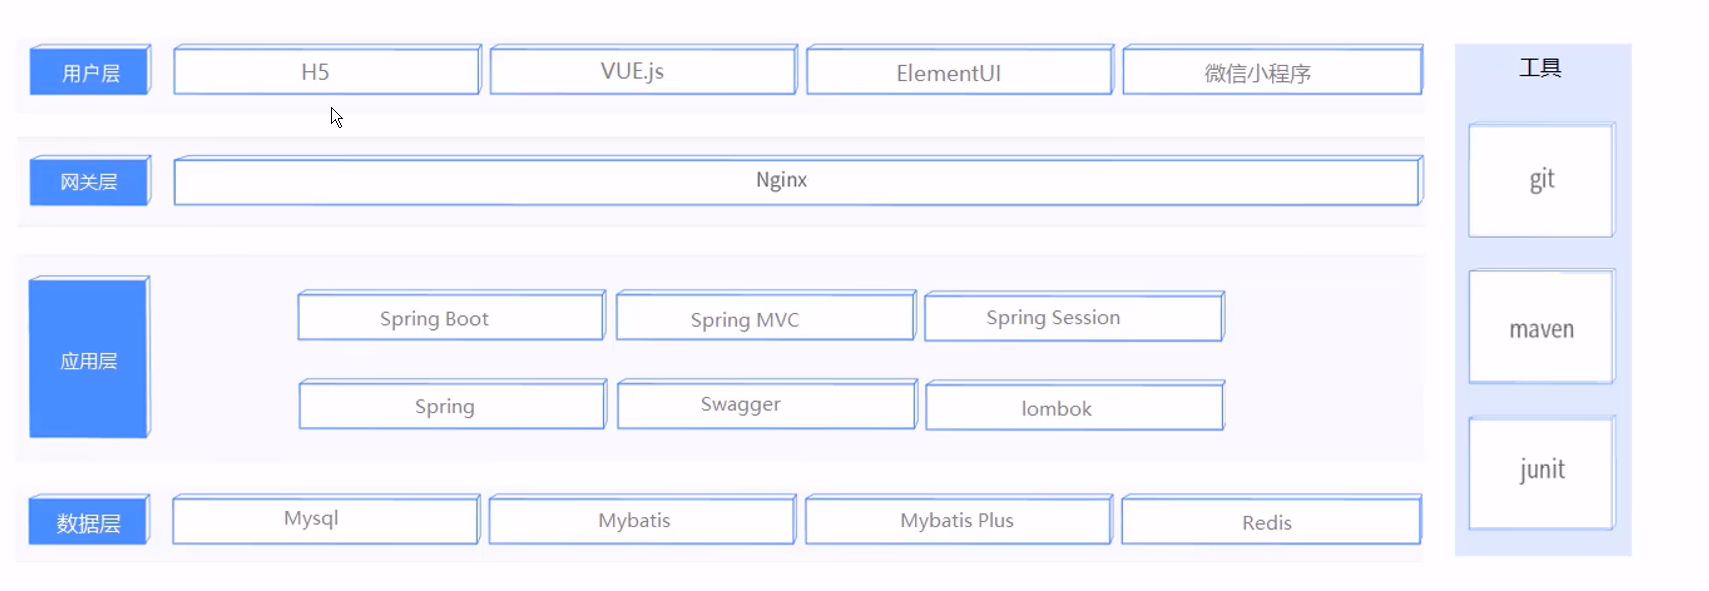 用户层
H5
VUE.js
ElementUI
微信小程序
网关层
Nginx
应用层
Spring Boot
Spring MVC
Spring Session
Spring
Swagger
lombok
数据层
Mysql
Mybatis
Mybatis Plus
Redis
工具
git
maven
junit